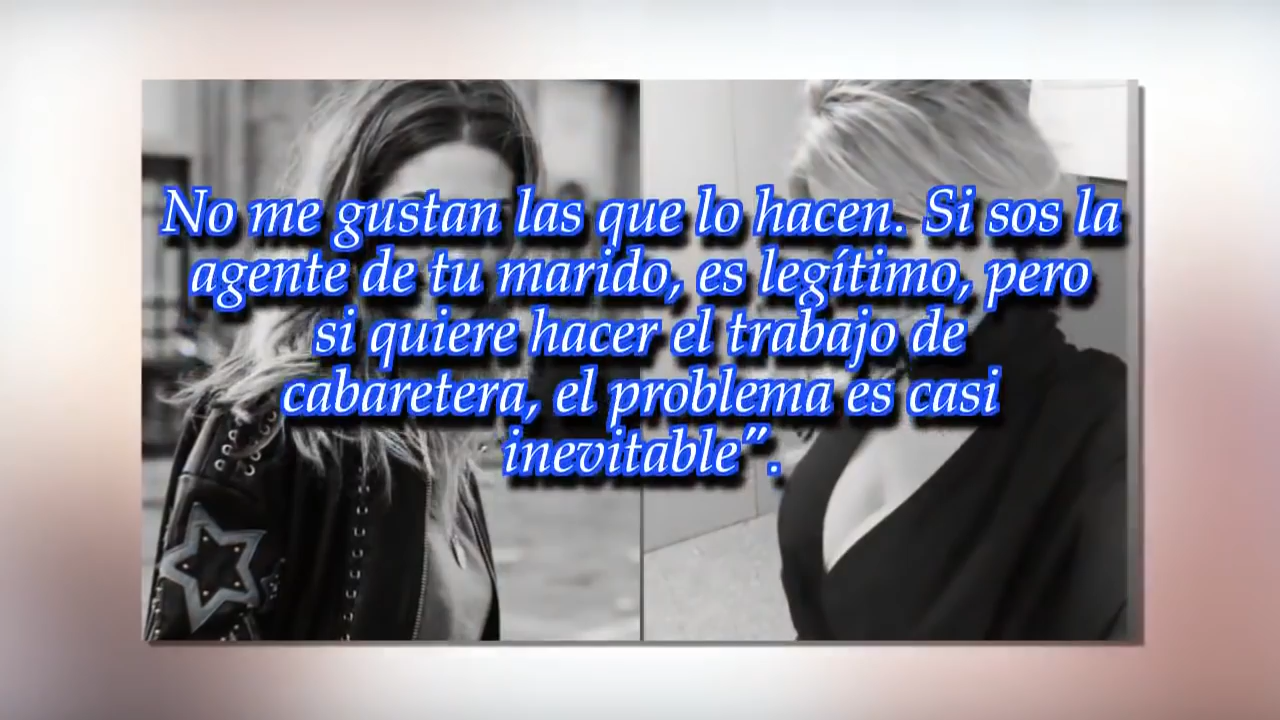 No me gustan las que lo hacen. Si sos la
agente de tu marido, es legítimo, pero
si quiere hacer el trabajo de
cabaretera, el problema es casi
inevitable”.